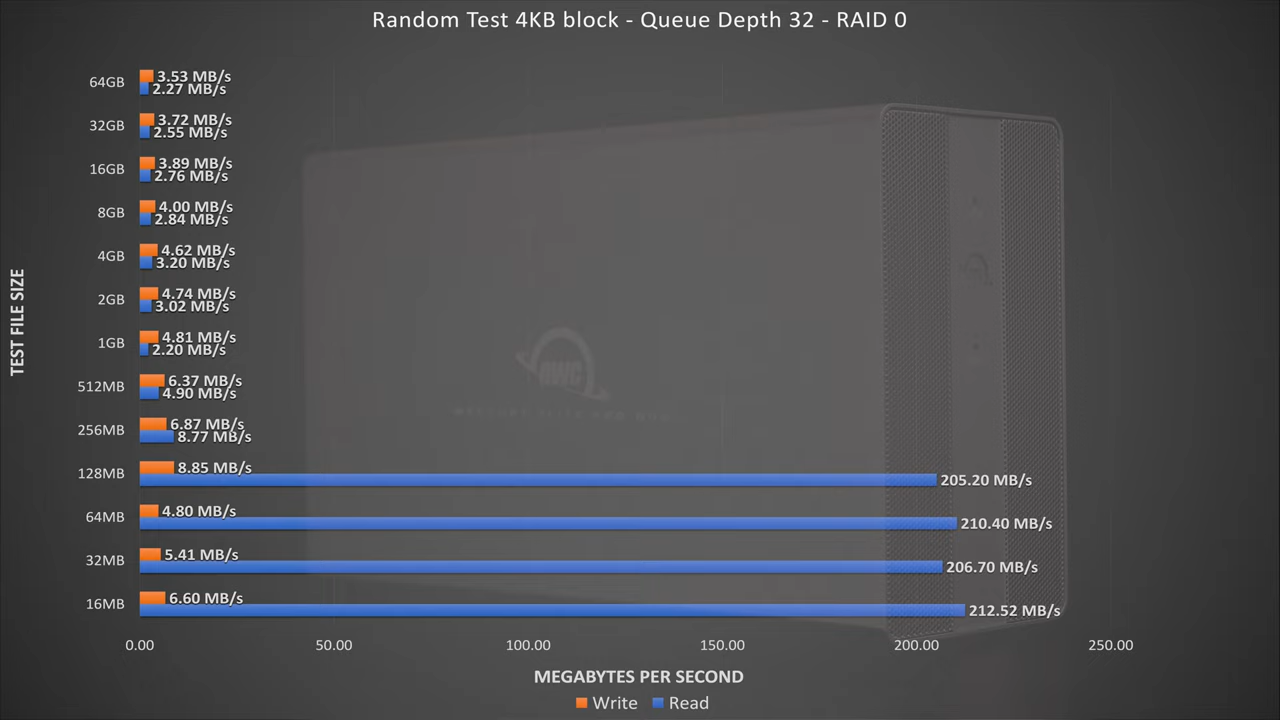 Random Test 4KB block - Queue Depth 32 - RAID 0
TEST FILE SIZE
64GB
3.53 MB/s
2.27 MB/s
32GB
3.72 MB/s
2.55 MB/s
16GB
3.89 MB/s
2.76 MB/s
8GB
4.00 MB/s
2.84 MB/s
4GB
4.62 MB/s
3.20 MB/s
2GB
4.74 MB/s
3.02 MB/s
1GB
4.81 MB/s
2.20 MB/s
512MB
6.37 MB/s
4.90 MB/s
256MB
6.87 MB/s
8.77 MB/s
128MB
8.85 MB/s
205.20 MB/s
64MB
4.80 MB/s
210.40 MB/s
32MB
5.41 MB/s
206.70 MB/s
16MB
6.60 MB/s
212.52 MB/s
0.00 50.00 100.00 150.00 200.00 250.00
MEGABYTES PER SECOND
Write Read
OWC